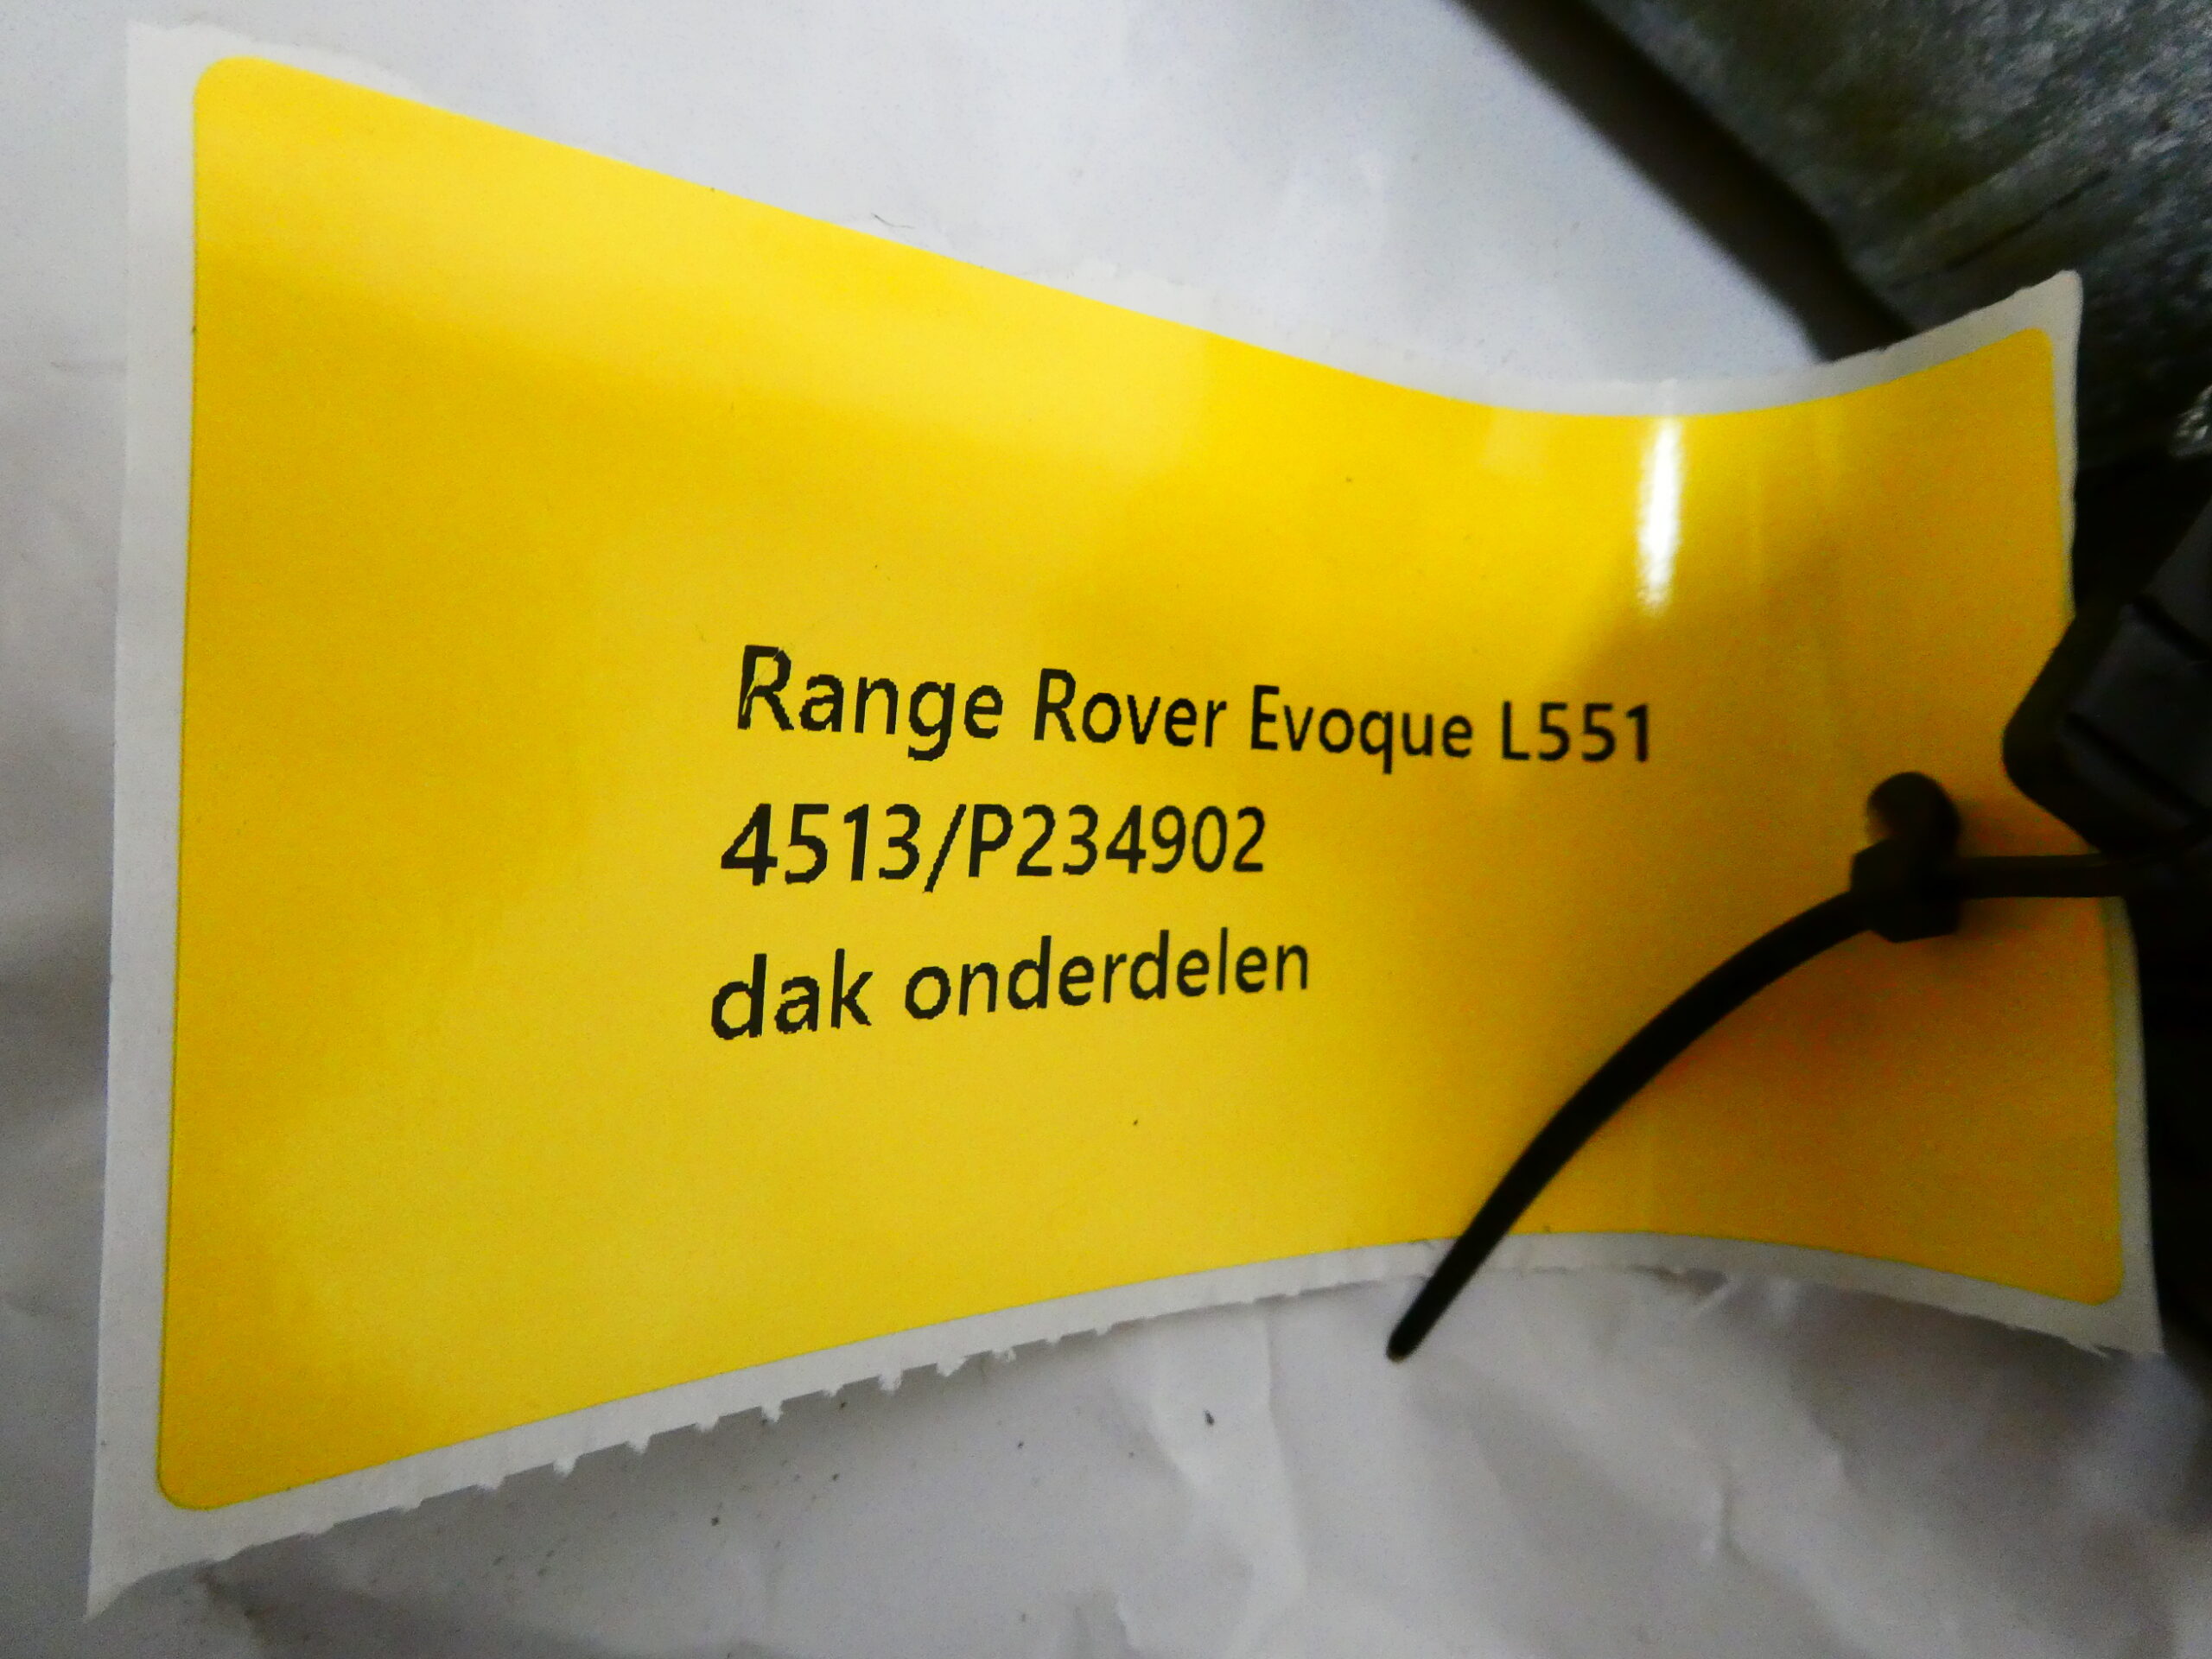 Range Rover Evoque L551
4513/P234902
dak onderdelen